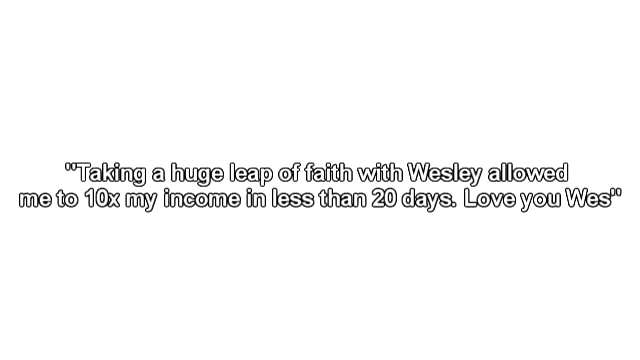 "Taking a huge leap of faith with Wesley allowed
me to 10x my income in less than 20 days. Love you Wes"